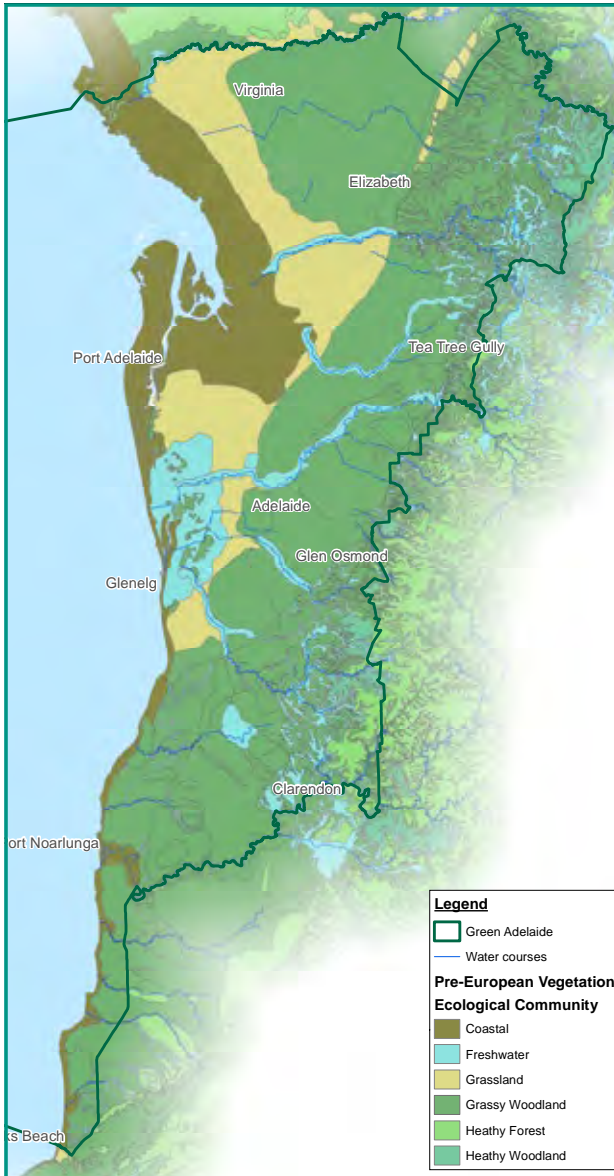 Virginia
Elizabeth
Port Adelaide
Tea Tree Gully
Adelaide
Glen Osmond
Glenelg
Clarendon
ort Noarlunga
ks Beach
Legend
Green Adelaide
Water courses
Pre-European Vegetation
Ecological Community
Coastal
Freshwater
Grassland
Grassy Woodland
Heathy Forest
Heathy Woodland